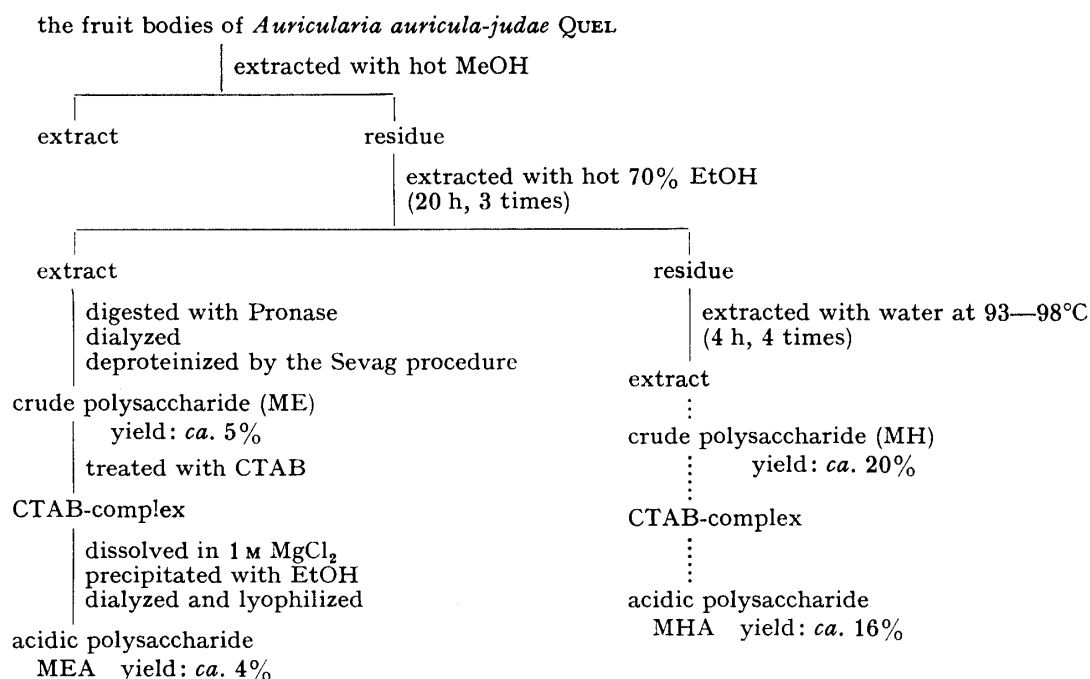 the fruit bodies of Auricularia auricula-judae QUEL
extracted with hot MeOH
extract
residue
extracted with hot 70% EtOH
(20 h, 3 times)
extract
digested with Pronase
dialyzed
deproteinized by the Sevag procedure
crude polysaccharide (ME)
yield: ca. 5%
treated with CTAB
CTAB-complex
dissolved in 1 M MgCl₂
precipitated with EtOH
dialyzed and lyophilized
acidic polysaccharide
MEA yield: ca. 4%
residue
extracted with water at 93—98°C
(4 h, 4 times)
extract
crude polysaccharide (MH)
yield: ca. 20%
CTAB-complex
acidic polysaccharide
MHA yield: ca. 16%